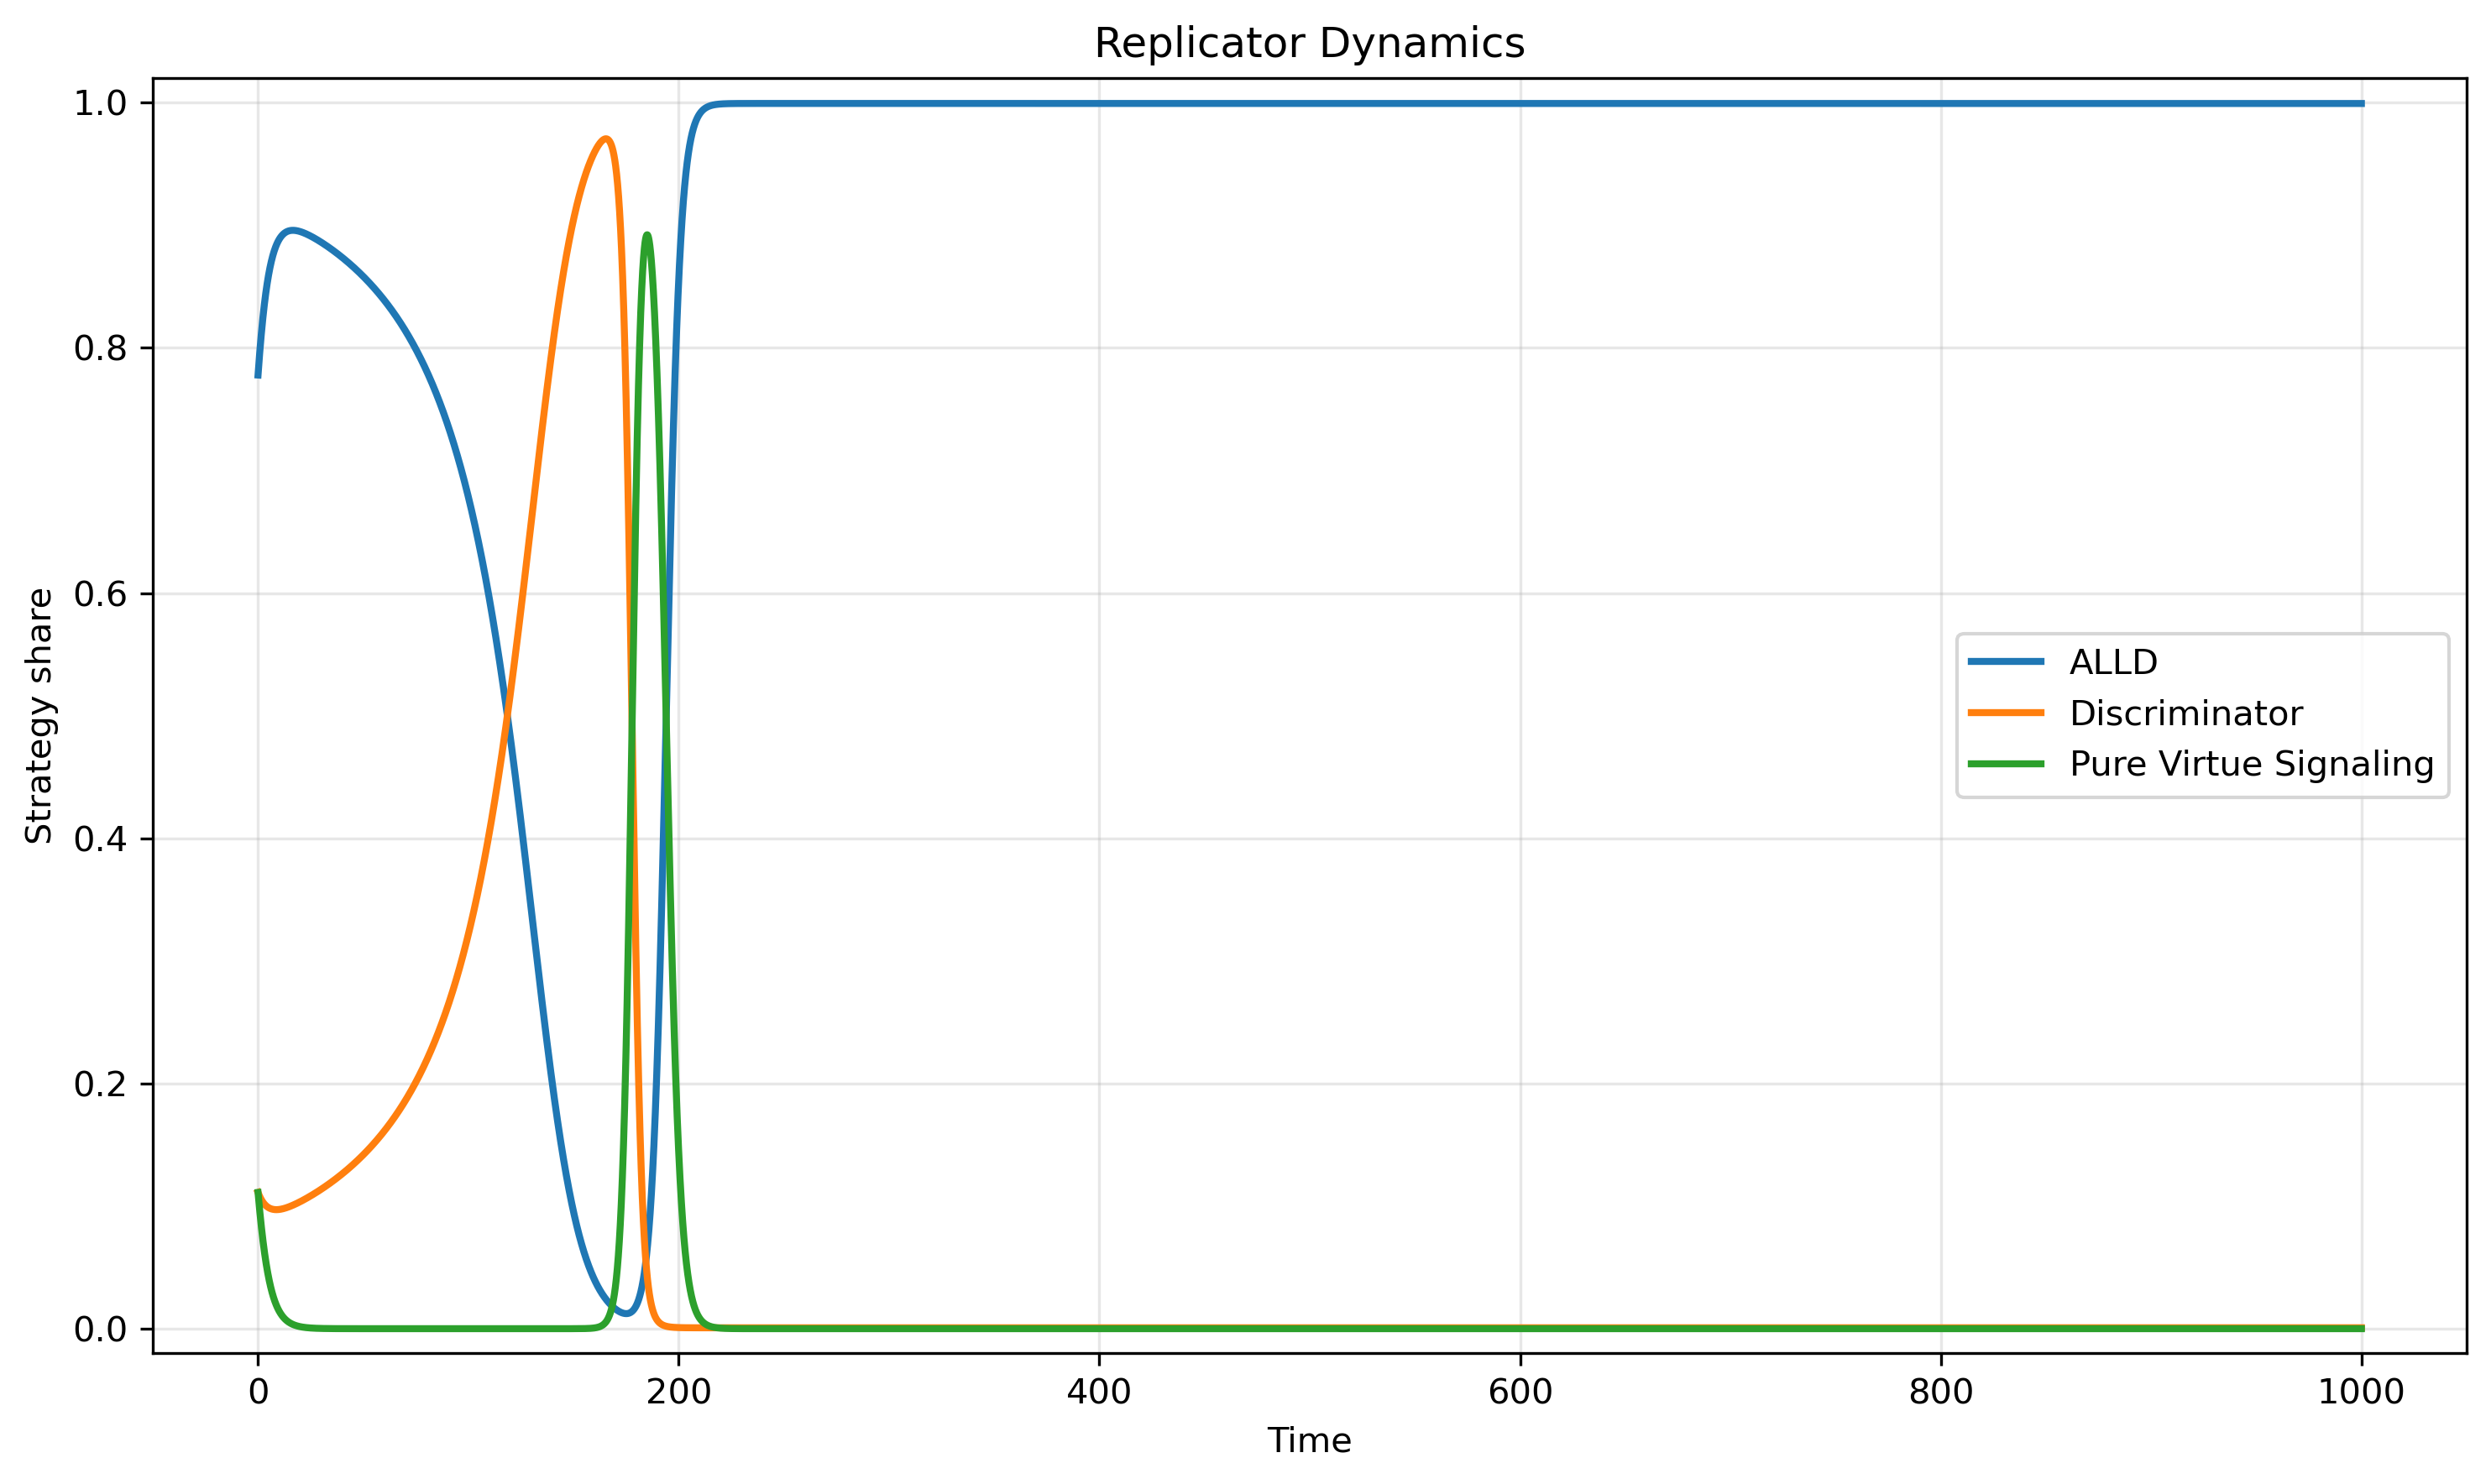 Replicator Dynamics
1.0
0.8
0.6
0.4
0.2
0.0
Strategy share
ALLD
Discriminator
Pure Virtue Signaling
0
200
400
600
800
1000
Time